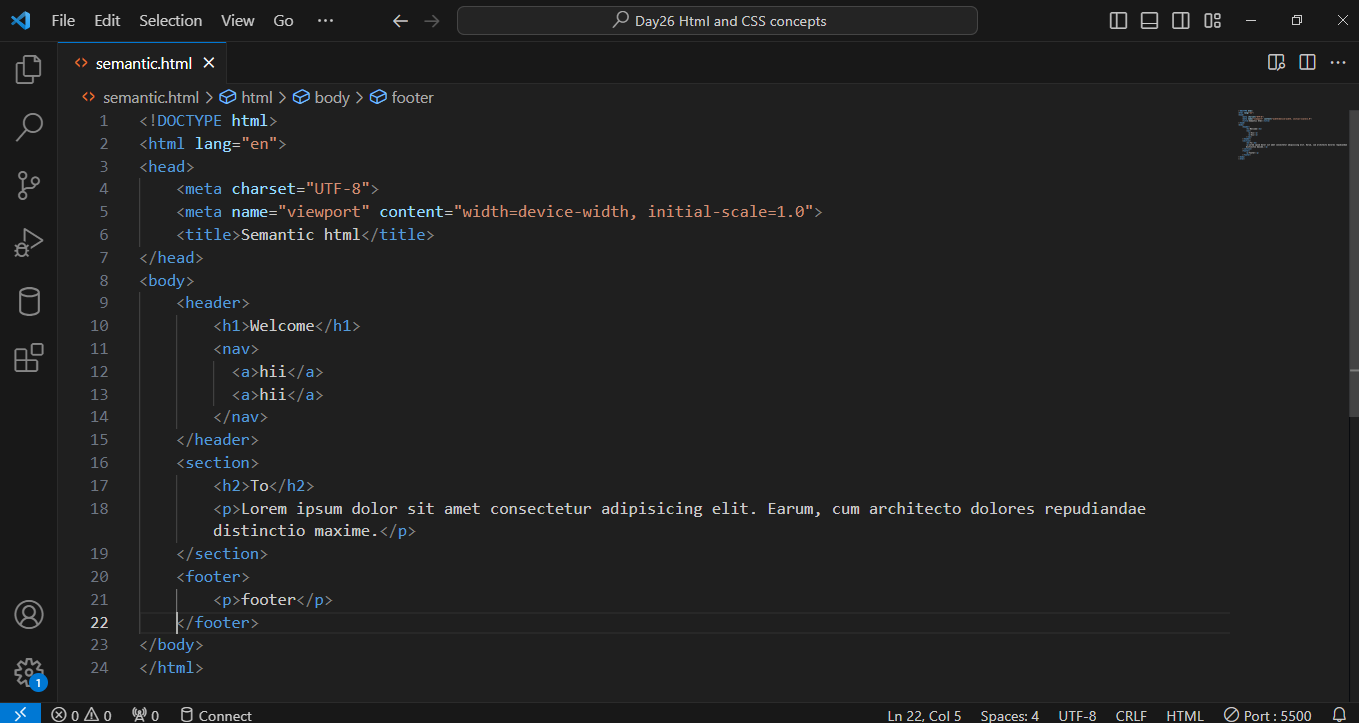 File Edit Selection View Go ··· Day26 Html and CSS concepts
semantic.html
semantic.html > html > body > footer
1 <!DOCTYPE html>
2 <html lang="en">
3 <head>
4     <meta charset="UTF-8">
5     <meta name="viewport" content="width=device-width, initial-scale=1.0">
6     <title>Semantic html</title>
7 </head>
8 <body>
9     <header>
10         <h1>Welcome</h1>
11         <nav>
12           <a>hii</a>
13           <a>hii</a>
14         </nav>
15     </header>
16     <section>
17         <h2>To</h2>
18         <p>Lorem ipsum dolor sit amet consectetur adipisicing elit. Earum, cum architecto dolores repudiandae
distinctio maxime.</p>
19     </section>
20     <footer>
21         <p>footer</p>
22     </footer>
23 </body>
24 </html>
1
0 0 0 Connect Ln 22, Col 5 Spaces: 4 UTF-8 CRLF HTML Port : 5500